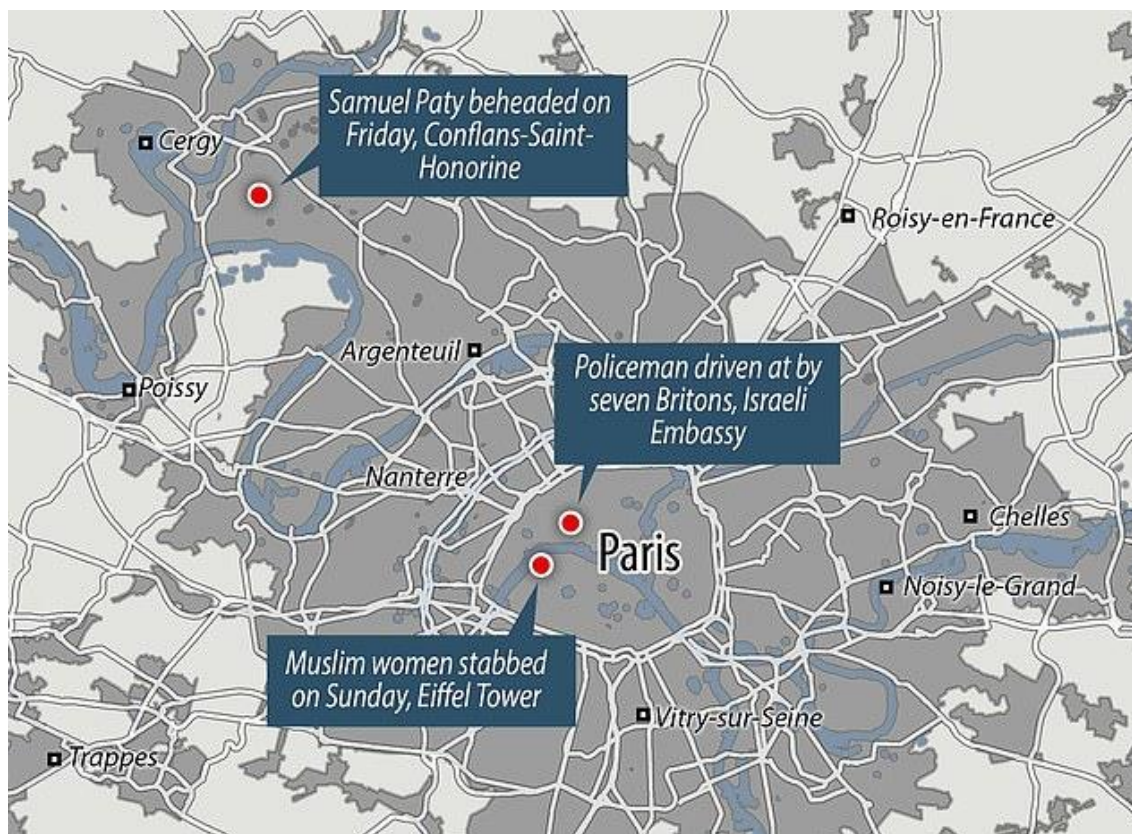 Samuel Paty beheaded on
Friday, Conflans-Saint-
Honorine
Cergy
Roisy-en-France
Argenteuil
Policeman driven at by
seven Britons, Israeli
Embassy
Poissy
Nanterre
Chelles
Paris
Noisy-le-Grand
Muslim women stabbed
on Sunday, Eiffel Tower
Vitry-sur-Seine
Trappes